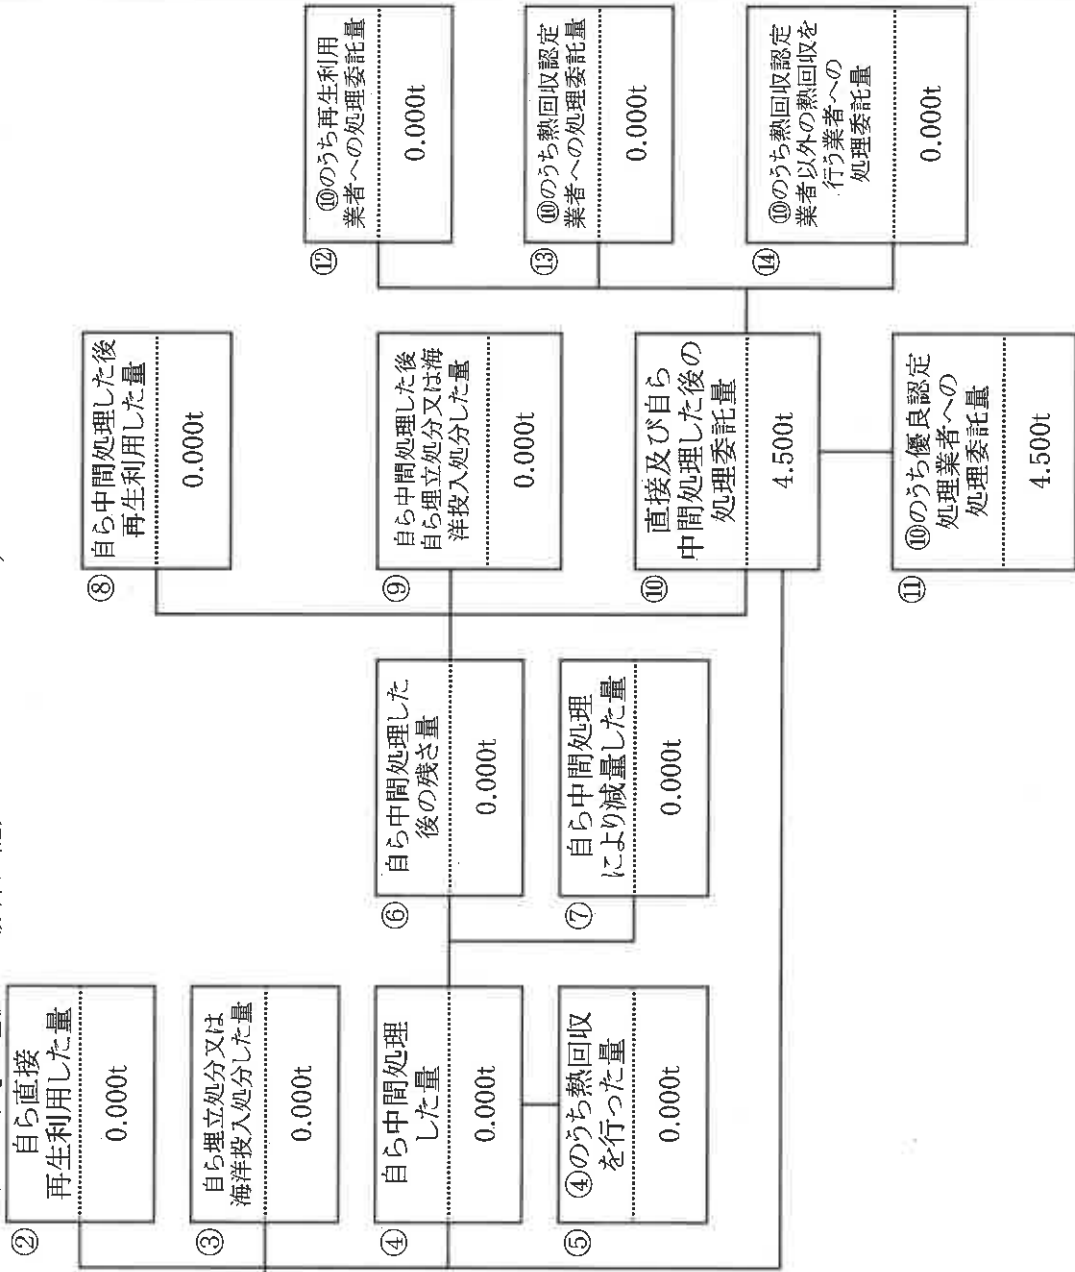 ②
自ら直接
再生利用した量
0.000t
③
自ら埋立処分又は
海洋投入処分した量
0.000t
④
自ら中間処理
した量
0.000t
⑤
④のうち熱回収
を行った量
0.000t
⑥
自ら中間処理した
後の残さ量
0.000t
⑦
自ら中間処理
により減量した量
0.000t
⑧
自ら中間処理した後
再生利用した量
0.000t
⑨
自ら中間処理した後
自ら埋立処分又は海
洋投入処分した量
0.000t
⑩
直接及び自ら
中間処理した後の
処理委託量
4.500t
⑪
⑩のうち優良認定
処理業者への
処理委託量
4.500t
⑫
⑩のうち再生利用
業者への処理委託量
0.000t
⑬
⑩のうち熱回収認定
業者への処理委託量
0.000t
⑭
⑩のうち熱回収認定
業者以外の熱回収を
行う業者への
処理委託量
0.000t